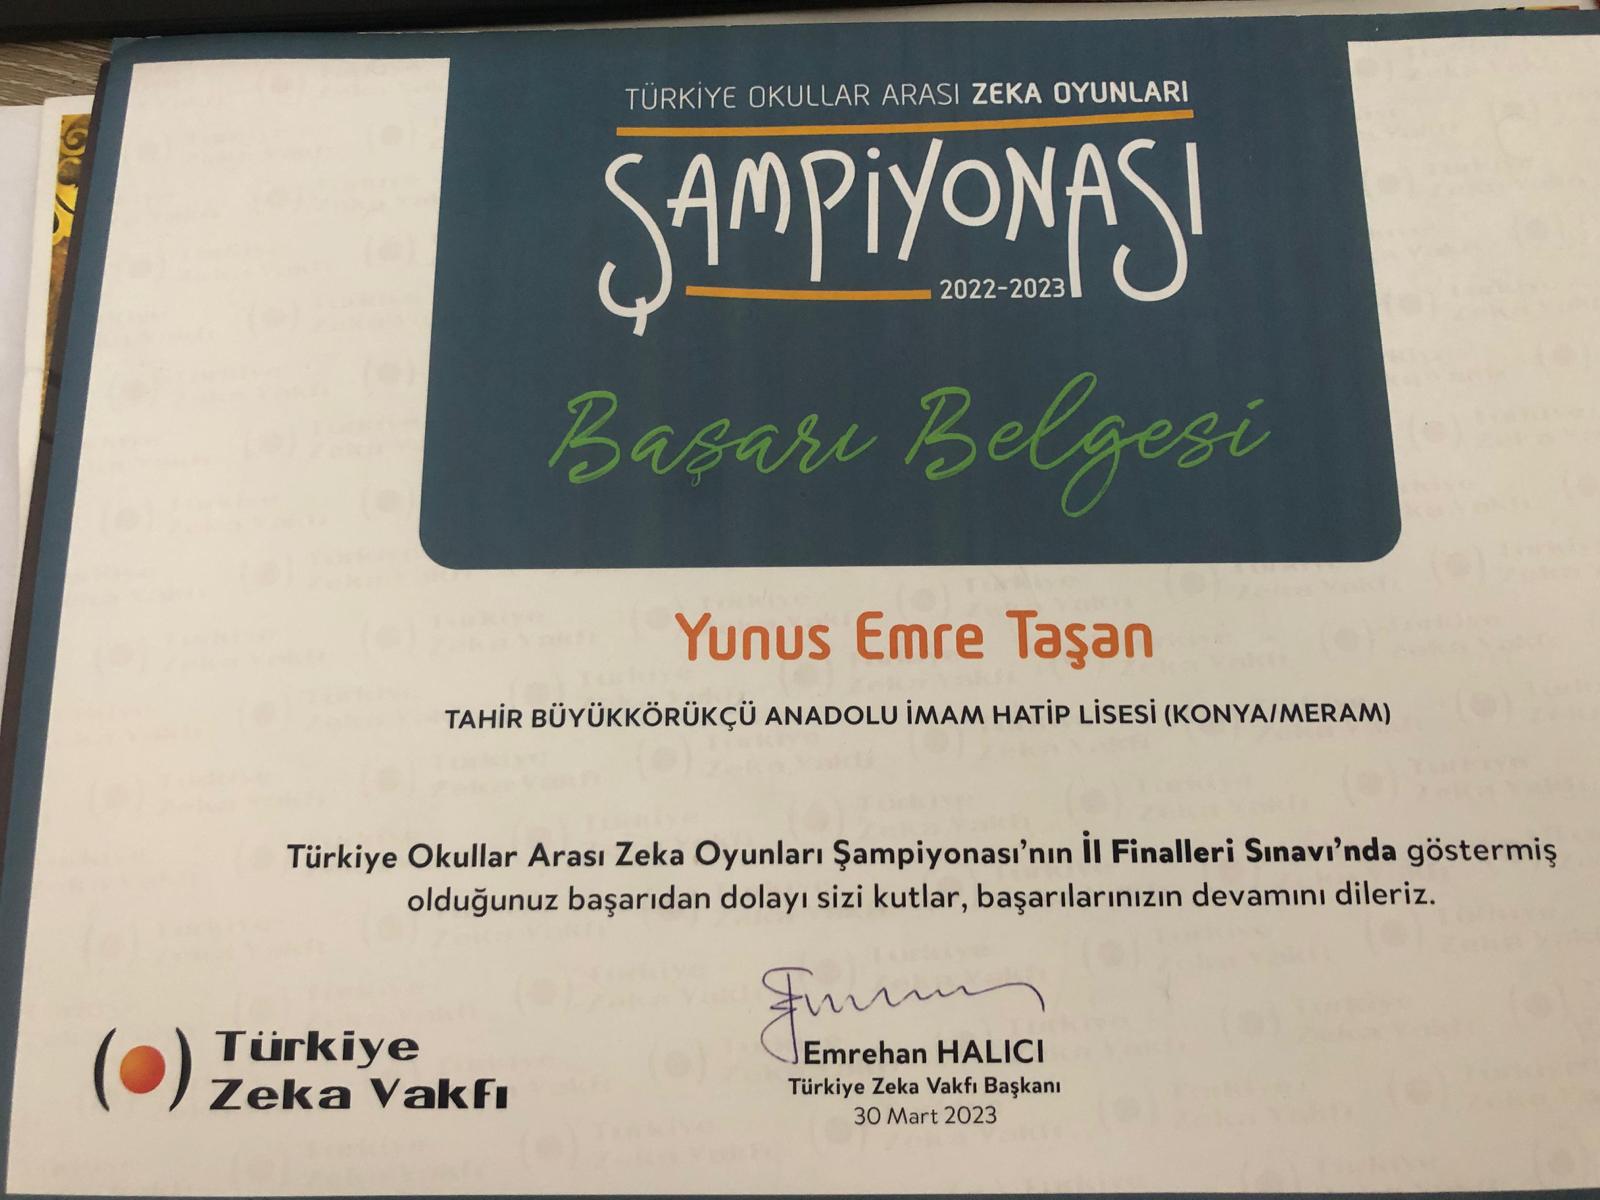 TÜRKİYE OKULLAR ARASI ZEKA OYUNLARI
ŞAMPİYONASI
2022-2023
Başarı Belgesi
Yunus Emre Taşan
TAHİR BÜYÜKKÖRÜKÇÜ ANADOLU İMAM HATİP LİSESİ (KONYA/MERAM)
Türkiye Okullar Arası Zeka Oyunları Şampiyonası'nın İl Finalleri Sınavı'nda göstermiş
olduğunuz başarıdan dolayı sizi kutlar, başarılarınızın devamını dileriz.
Emrehan HALICI
Türkiye Zeka Vakfı Başkanı
30 Mart 2023
Türkiye
Zeka Vakfı